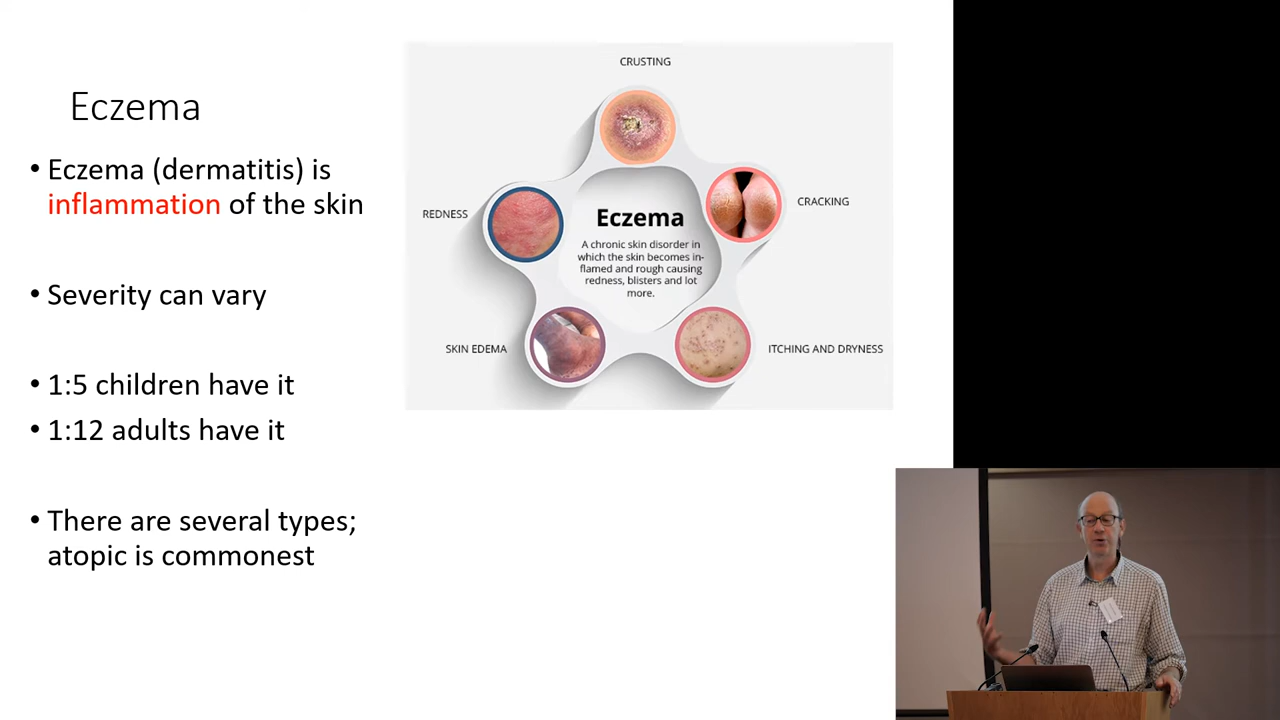 Eczema
• Eczema (dermatitis) is
inflammation of the skin
• Severity can vary
• 1:5 children have it
• 1:12 adults have it
• There are several types;
atopic is commonest
CRUSTING
REDNESS
CRACKING
Eczema
A chronic skin disorder in
which the skin becomes in-
flamed and rough causing
redness, blisters and lot
more.
SKIN EDEMA
ITCHING AND DRYNESS